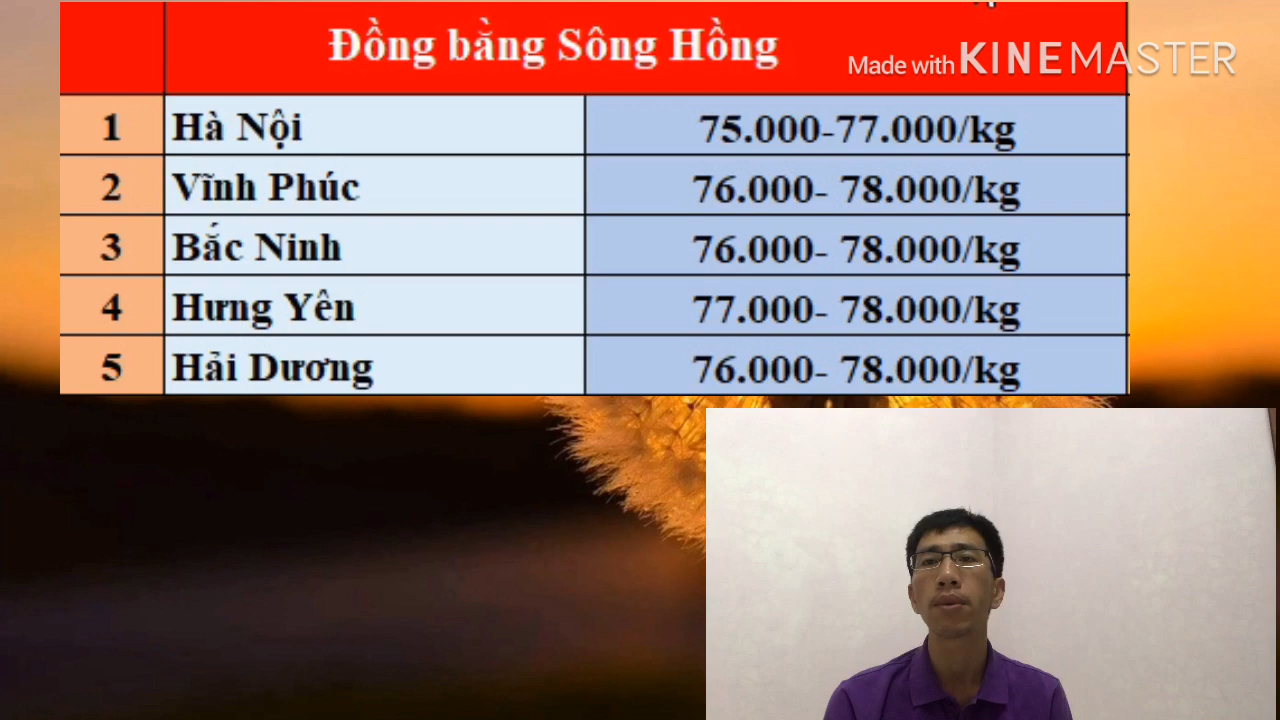 Đồng bằng Sông Hồng
Made with KINEMASTER
1 Hà Nội 75.000-77.000/kg
2 Vĩnh Phúc 76.000- 78.000/kg
3 Bắc Ninh 76.000- 78.000/kg
4 Hưng Yên 77.000- 78.000/kg
5 Hải Dương 76.000- 78.000/kg